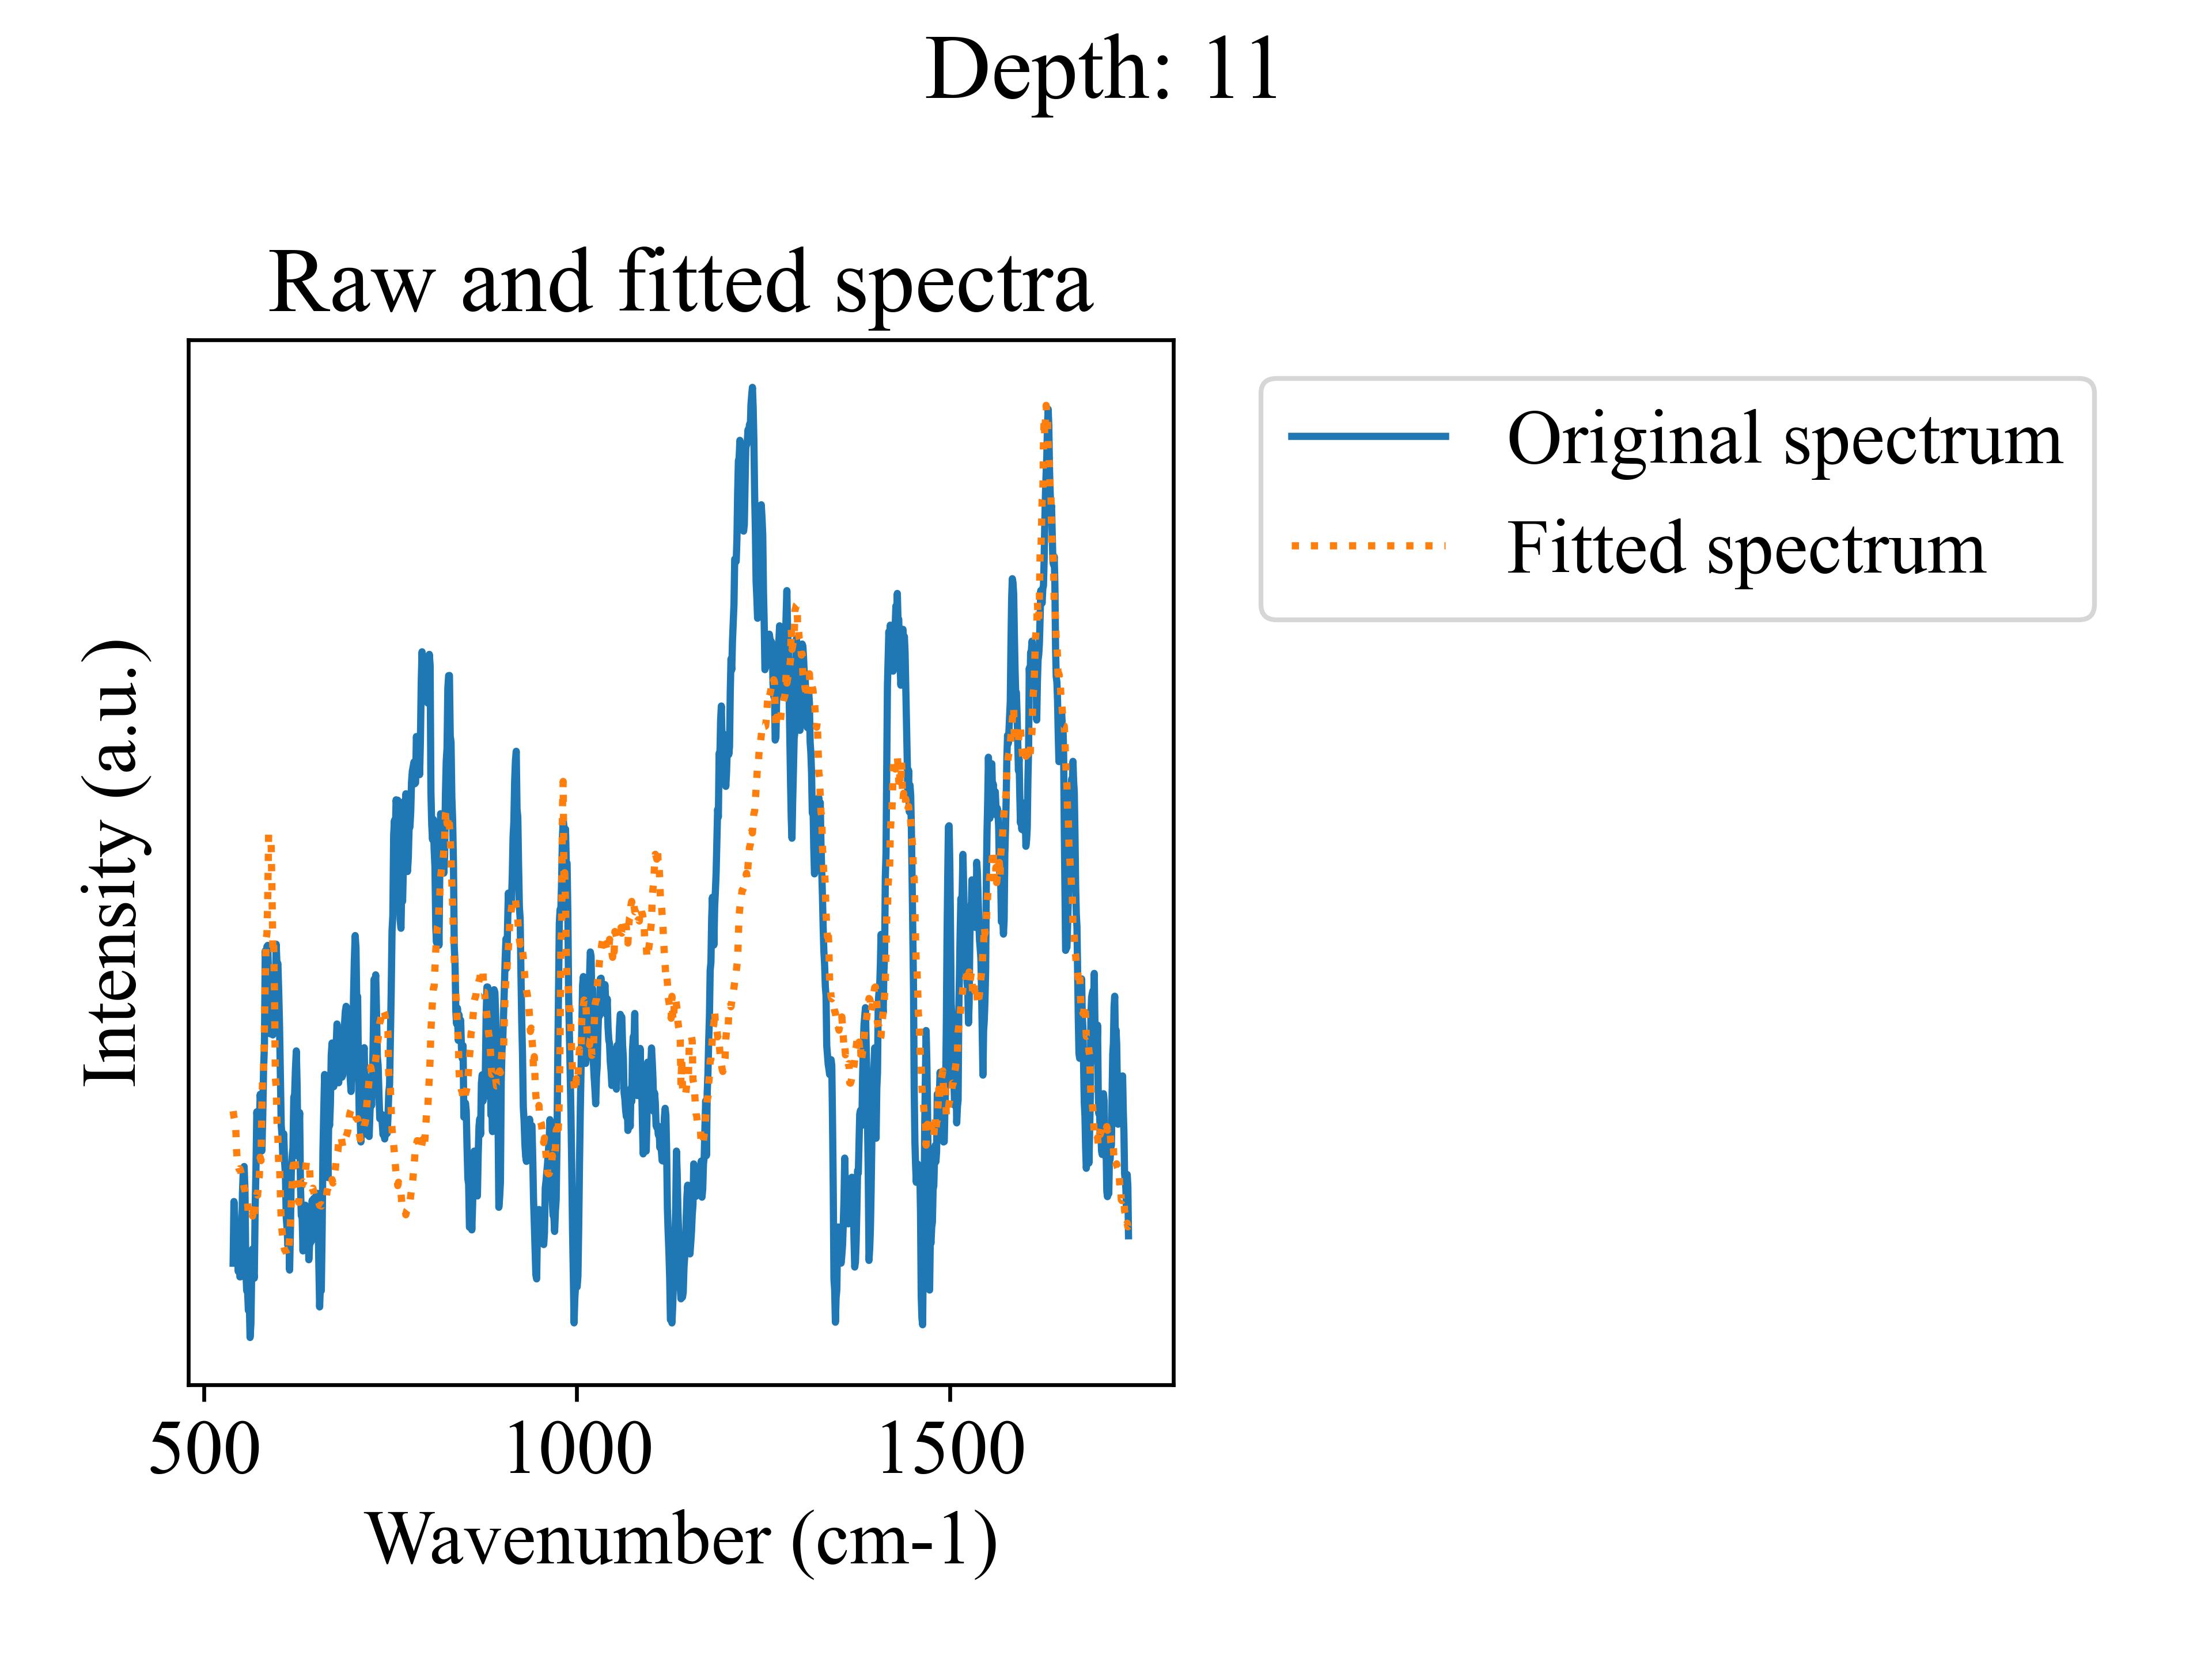 Depth: 11
Raw and fitted spectra
Original spectrum
Fitted spectrum
Intensity (a.u.)
500 1000 1500
Wavenumber (cm-1)